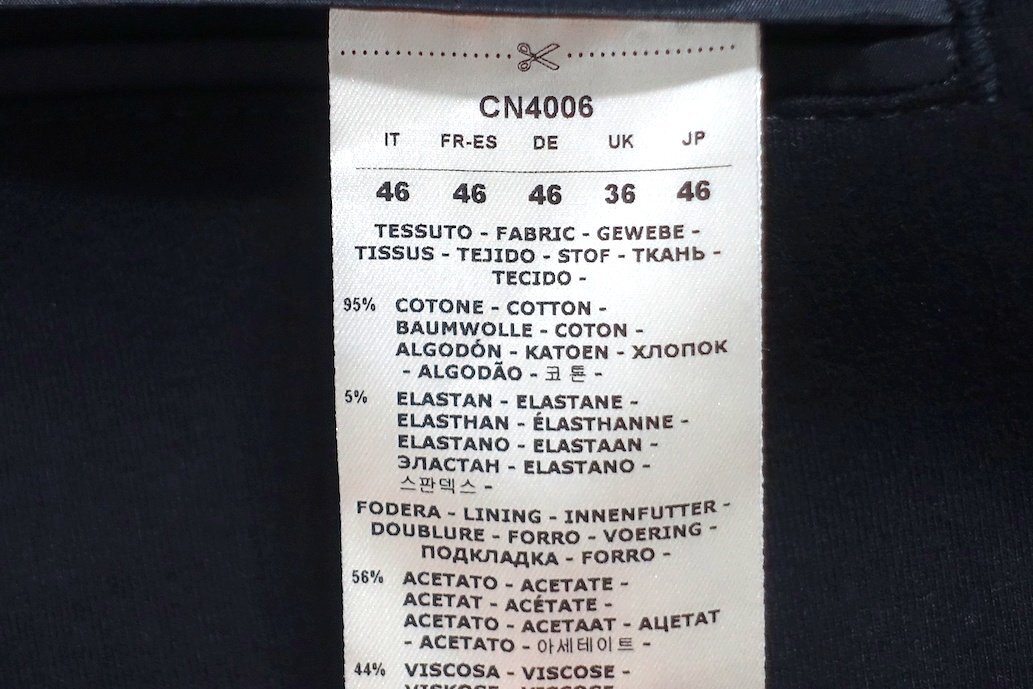 CN4006
IT FR-ES DE UK JP
46 46 46 36 46
TESSUTO - FABRIC - GEWEBE -
TISSUS - TEJIDO - STOF - ТКАНЬ -
TECIDO -
95% COTONE - COTTON -
BAUMWOLLE - COTON -
ALGODÓN - KATOEN - ХЛОПОК
- ALGODÃO - 코튼 -
5% ELASTAN - ELASTANE -
ELASTHAN - ÉLASTHANNE -
ELASTANO - ELASTAAN -
ЭЛАСТАН - ELASTANO -
스판덱스 -
FODERA - LINING - INNENFUTTER -
DOUBLURE - FORRO - VOERING -
ПОДКЛАДКА - FORRO -
56% ACETATO - ACETATE -
ACETAT - ACÉTATE -
ACETATO - ACETAAT - АЦЕТАТ
- ACETATO - 아세테이트 -
44% VISCOSA - VISCOSE -